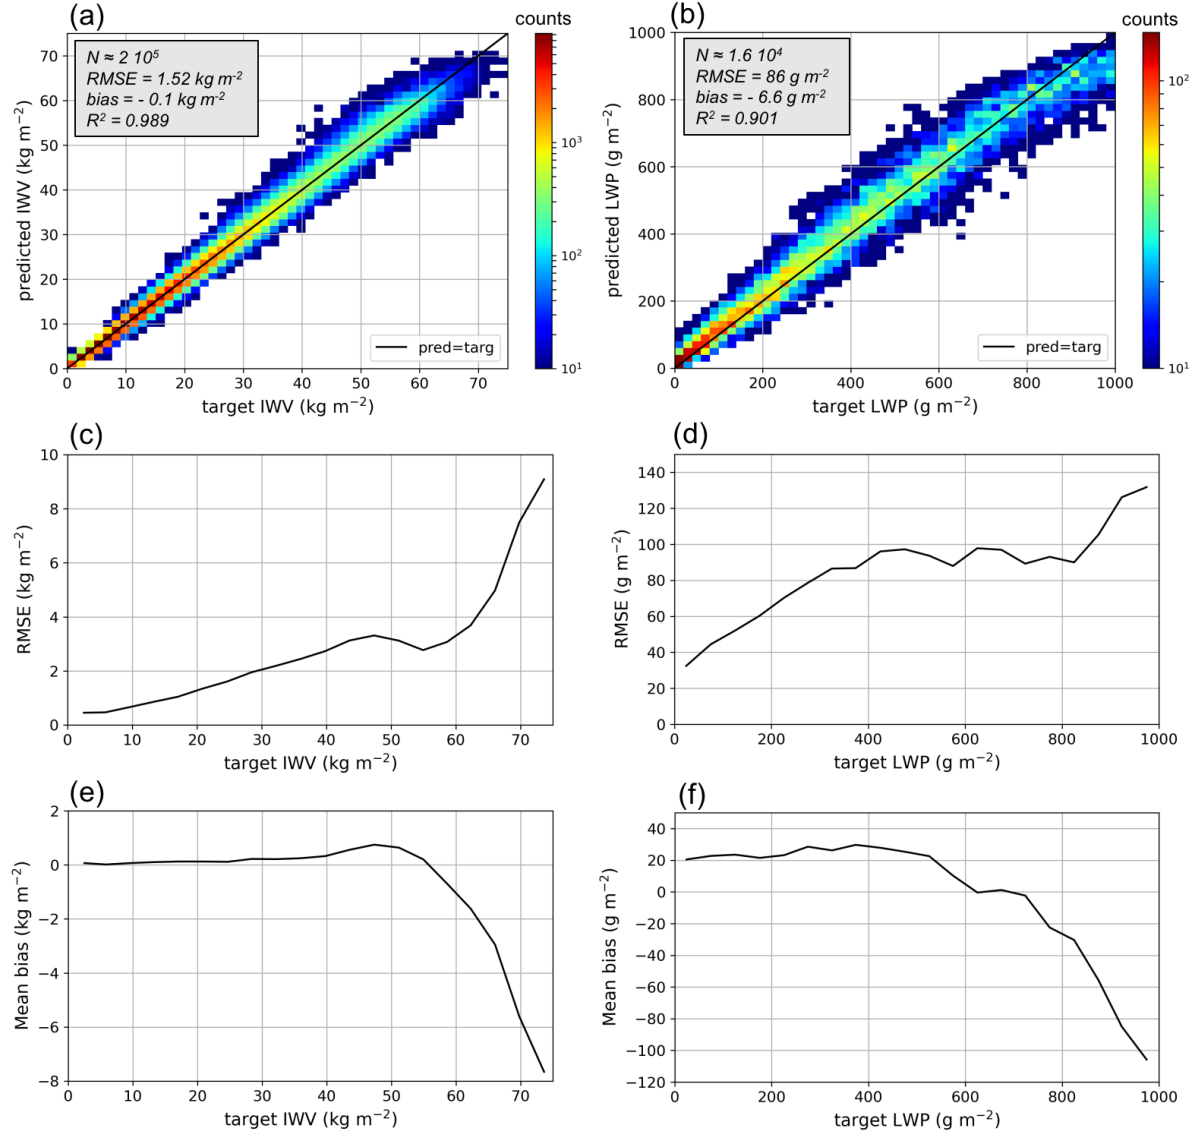 (a)
counts
N ≈ 2 10⁵
RMSE = 1.52 kg m⁻²
bias = - 0.1 kg m⁻²
R² = 0.989
predicted IWV (kg m⁻²)
70
60
50
40
30
20
10
0
0 10 20 30 40 50 60 70
target IWV (kg m⁻²)
pred=targ
10³
10²
10¹
(b)
counts
N ≈ 1.6 10⁴
RMSE = 86 g m⁻²
bias = - 6.6 g m⁻²
R² = 0.901
predicted LWP (g m⁻²)
1000
800
600
400
200
0
0 200 400 600 800 1000
target LWP (g m⁻²)
pred=targ
10²
10¹
(c)
RMSE (kg m⁻²)
10
8
6
4
2
0
0 10 20 30 40 50 60 70
target IWV (kg m⁻²)
(d)
RMSE (g m⁻²)
140
120
100
80
60
40
20
0
0 200 400 600 800 1000
target LWP (g m⁻²)
(e)
Mean bias (kg m⁻²)
2
0
−2
−4
−6
−8
0 10 20 30 40 50 60 70
target IWV (kg m⁻²)
(f)
Mean bias (g m⁻²)
40
20
0
−20
−40
−60
−80
−100
−120
0 200 400 600 800 1000
target LWP (g m⁻²)